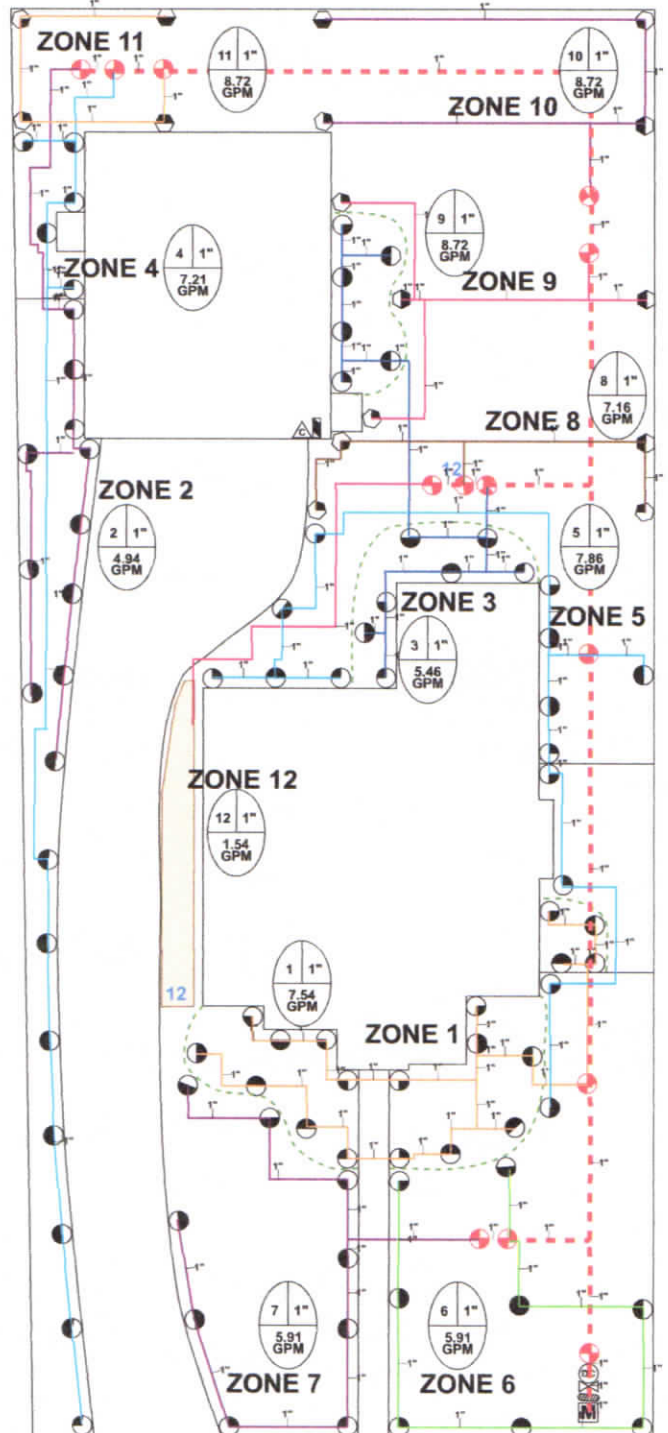 ZONE 11
11 1"
8.72
GPM
10 1"
8.72
GPM
ZONE 10
4 1"
7.21
GPM
ZONE 4
9 1"
8.72
GPM
ZONE 9
8 1"
7.16
GPM
C
ZONE 8
12
ZONE 2
2 1"
4.94
GPM
5 1"
7.86
GPM
ZONE 3
ZONE 5
3 1"
5.46
GPM
ZONE 12
12 1"
1.54
GPM
12
1 1"
7.54
GPM
ZONE 1
7 1"
5.91
GPM
6 1"
5.91
GPM
ZONE 7
ZONE 6
M